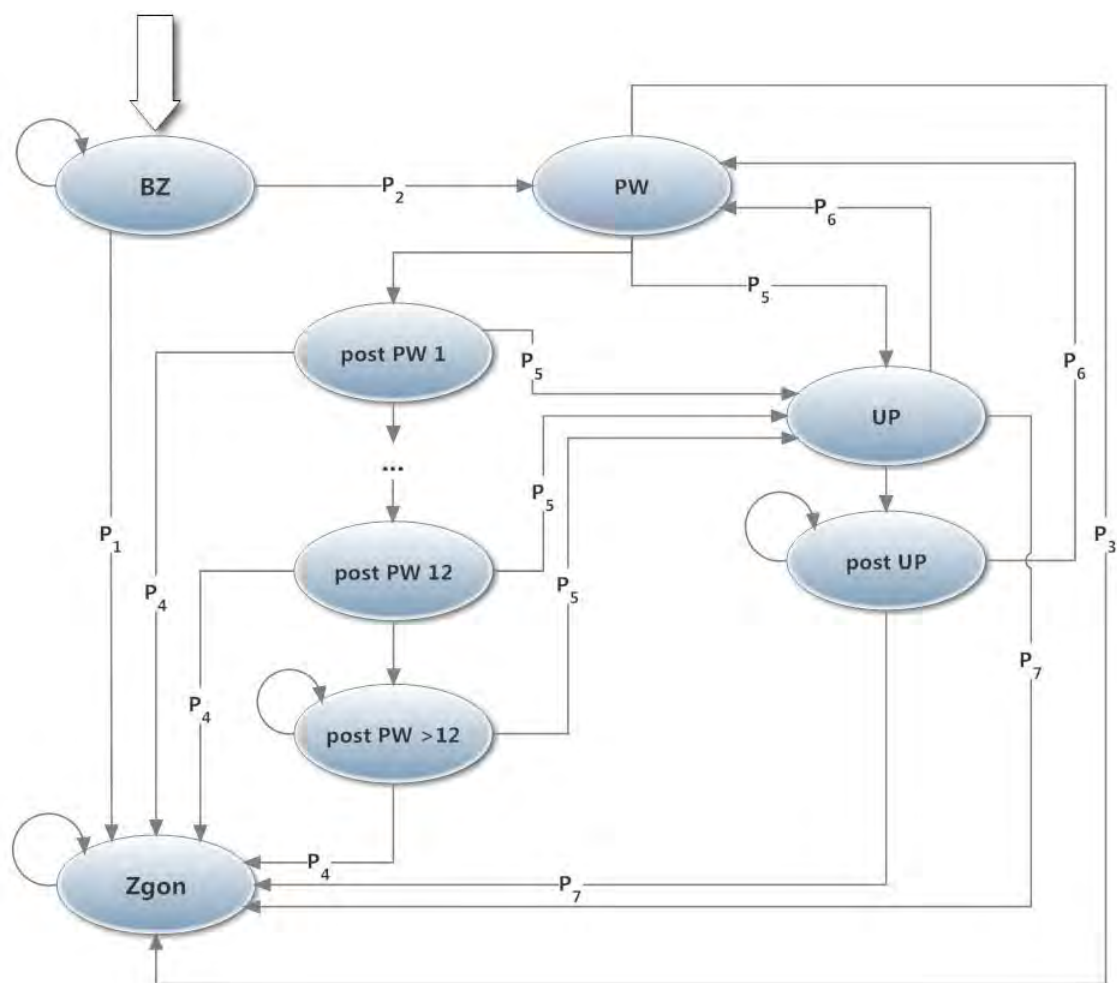 BZ
P2
PW
P6
P5
post PW 1
P5
P6
UP
...
P5
P1
post PW 12
post UP
P3
P4
P5
P7
P4
post PW >12
P4
Zgon
P7